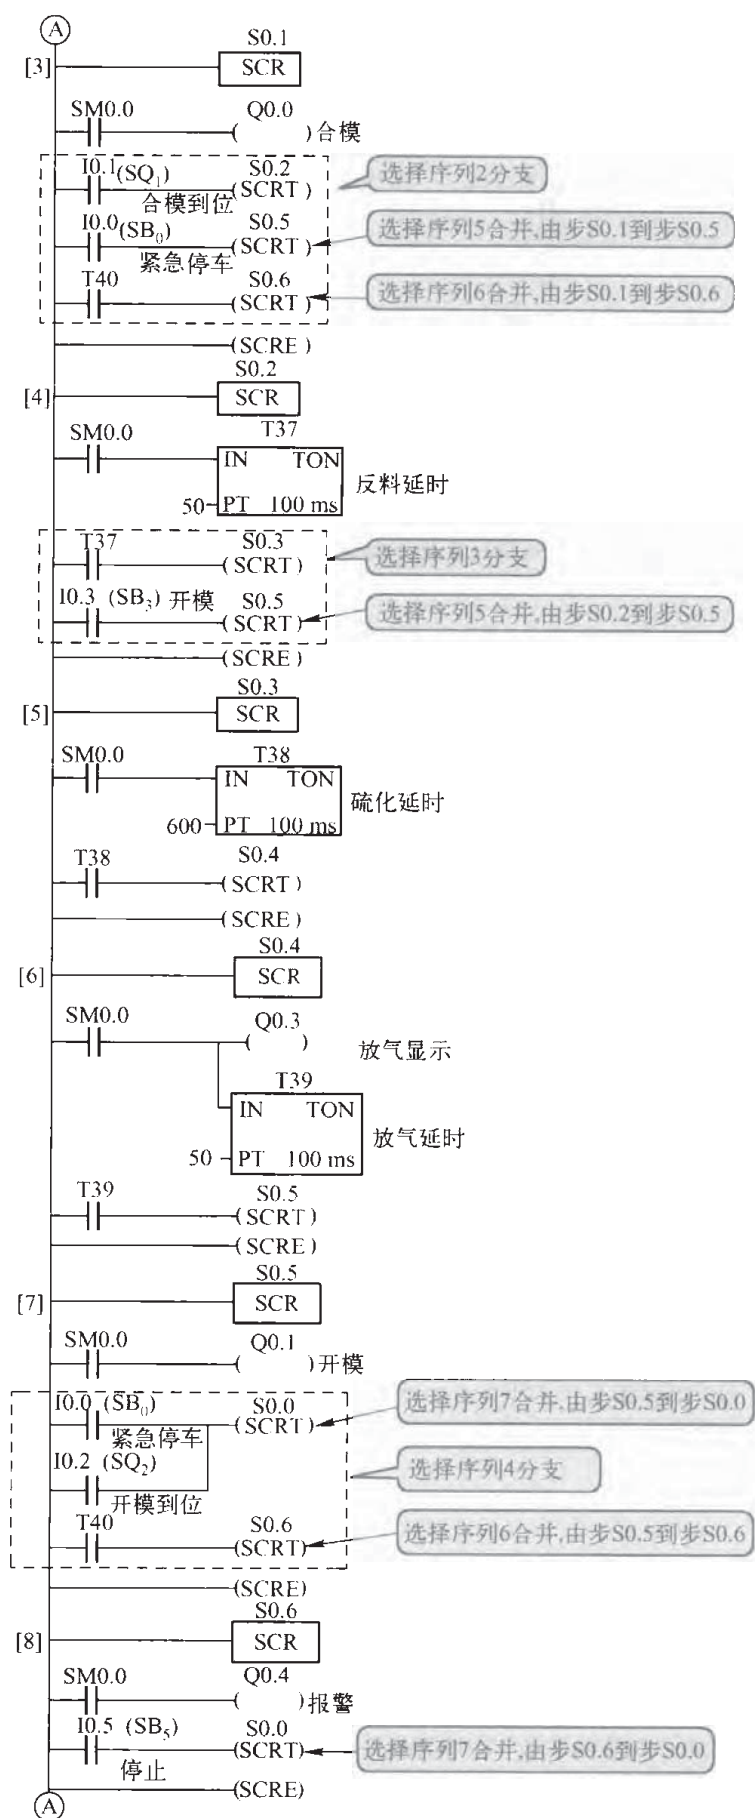 A
S0.1
[3] SCR
SM0.0 Q0.0
( ) 合模
I0.1 (SQ₁) S0.2 选择序列2分支
合模到位 (SCRT)
I0.0 (SB₀) S0.5 选择序列5合并,由步S0.1到步S0.5
紧急停车 (SCRT)
T40 S0.6 选择序列6合并,由步S0.1到步S0.6
(SCRT)
(SCRE)
S0.2
[4] SCR
SM0.0 T37
IN TON
反料延时
50 PT 100 ms
T37 S0.3 选择序列3分支
(SCRT)
I0.3 (SB₃) 开模 S0.5 选择序列5合并,由步S0.2到步S0.5
(SCRT)
(SCRE)
S0.3
[5] SCR
SM0.0 T38
IN TON
硫化延时
600 PT 100 ms
T38 S0.4
(SCRT)
(SCRE)
S0.4
[6] SCR
SM0.0 Q0.3
( ) 放气显示
T39
IN TON
放气延时
50 PT 100 ms
T39 S0.5
(SCRT)
(SCRE)
S0.5
[7] SCR
SM0.0 Q0.1
( ) 开模
I0.0 (SB₀) S0.0 选择序列7合并,由步S0.5到步S0.0
紧急停车 (SCRT)
I0.2 (SQ₂) 选择序列4分支
开模到位
T40 S0.6 选择序列6合并,由步S0.5到步S0.6
(SCRT)
(SCRE)
S0.6
[8] SCR
SM0.0 Q0.4
( ) 报警
I0.5 (SB₅) S0.0 选择序列7合并,由步S0.6到步S0.0
停止 (SCRT)
(SCRE)
A